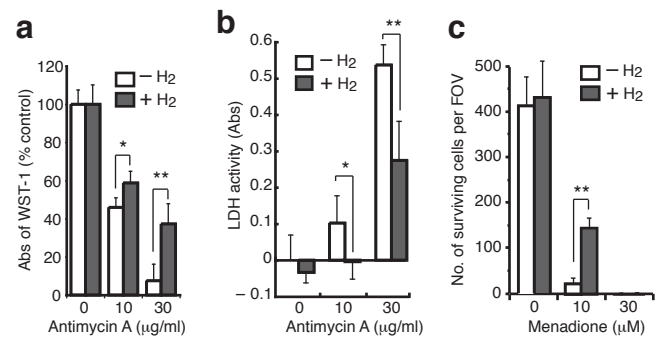 a
Abs of WST-1 (% control)
120
100
80
60
40
20
0
− H2
+ H2
*
**
0 10 30
Antimycin A (μg/ml)
b
LDH activity (Abs)
0.6
0.5
0.4
0.3
0.2
0.1
0
− 0.1
− H2
+ H2
*
**
0 10 30
Antimycin A (μg/ml)
c
No. of surviving cells per FOV
500
400
300
200
100
0
− H2
+ H2
**
0 10 30
Menadione (μM)